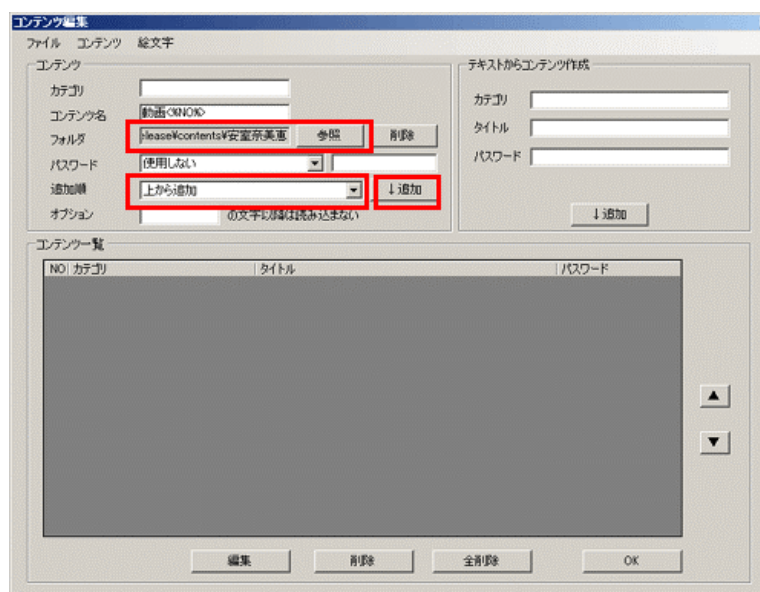 コンテンツ編集
ファイル コンテンツ 絵文字
コンテンツ
カテゴリ
コンテンツ名 動画<%NO%>
フォルダ elease¥contents¥安室奈美恵 参照 削除
パスワード 使用しない
追加順 上から追加 ↓追加
オプション の文字以降は読み込まない
テキストからコンテンツ作成
カテゴリ
タイトル
パスワード
↓追加
コンテンツ一覧
NO カテゴリ タイトル パスワード
▲
▼
編集 削除 全削除 OK